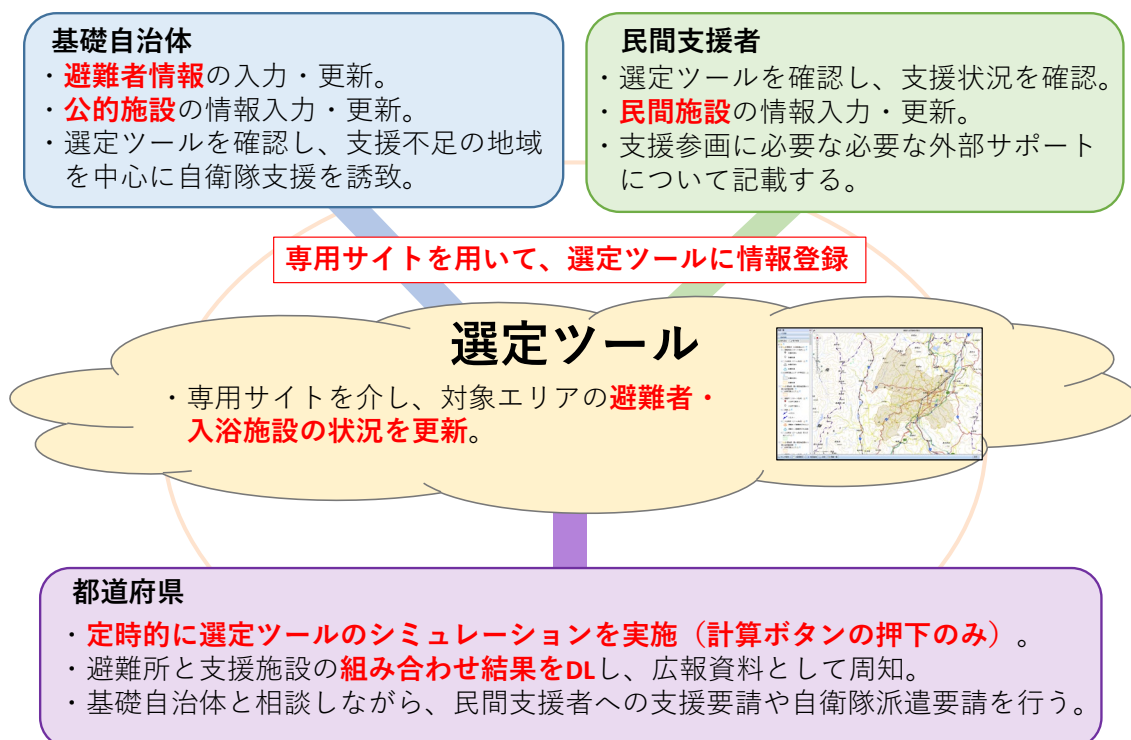 基礎自治体
・避難者情報の入力・更新。
・公的施設の情報入力・更新。
・選定ツールを確認し、支援不足の地域
を中心に自衛隊支援を誘致。
民間支援者
・選定ツールを確認し、支援状況を確認。
・民間施設の情報入力・更新。
・支援参画に必要な必要な外部サポート
について記載する。
専用サイトを用いて、選定ツールに情報登録
選定ツール
・専用サイトを介し、対象エリアの避難者・
入浴施設の状況を更新。
都道府県
・定時的に選定ツールのシミュレーションを実施（計算ボタンの押下のみ）。
・避難所と支援施設の組み合わせ結果をDLし、広報資料として周知。
・基礎自治体と相談しながら、民間支援者への支援要請や自衛隊派遣要請を行う。